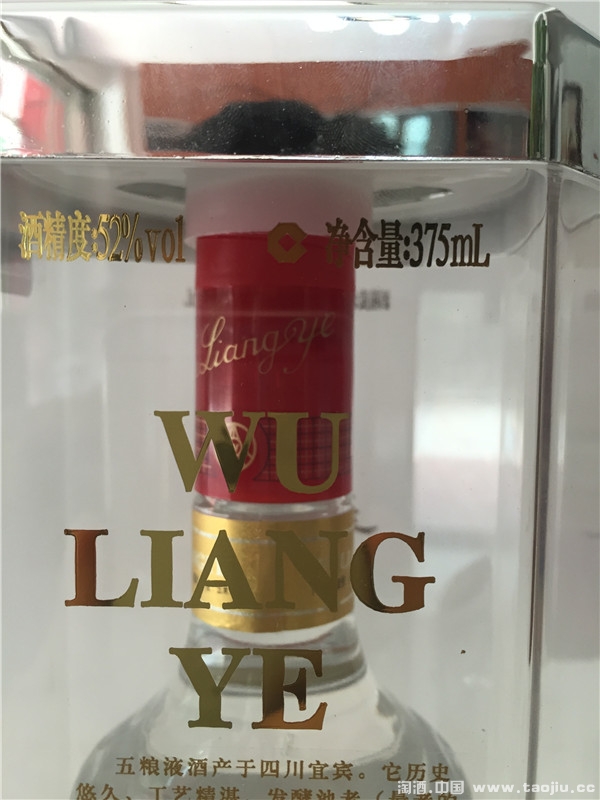 酒精度:52%vol 净含量:375mL
Liang Ye
WU
LIANG
YE
五粮液酒产于四川宜宾。它历史
悠久、工艺精湛、发酵池老(
淘酒.中国 www.taojiu.cc